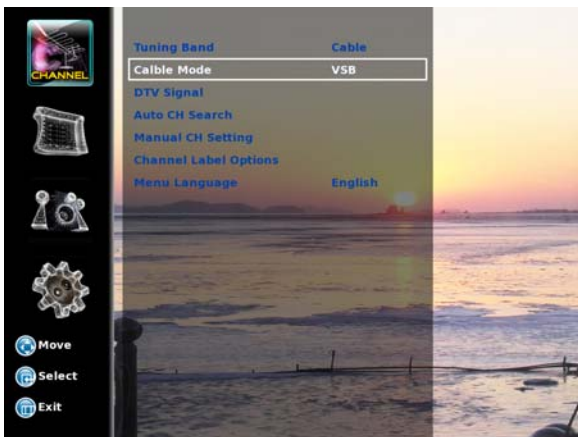 CHANNEL
Tuning Band Cable
Calble Mode VSB
DTV Signal
Auto CH Search
Manual CH Setting
Channel Label Options
Menu Language English
Move
Select
Exit